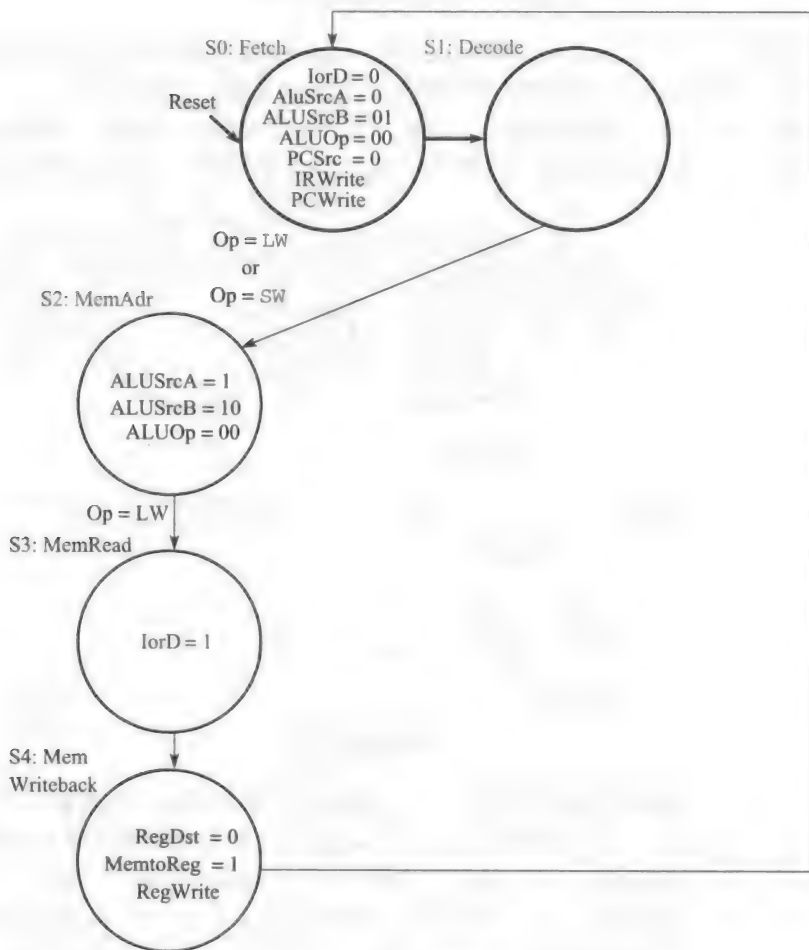 S0: Fetch
S1: Decode
Reset
IorD = 0
AluSrcA = 0
ALUSrcB = 01
ALUOp = 00
PCSrc = 0
IRWrite
PCWrite
Op = LW
or
Op = SW
S2: MemAdr
ALUSrcA = 1
ALUSrcB = 10
ALUOp = 00
Op = LW
S3: MemRead
IorD = 1
S4: Mem
Writeback
RegDst = 0
MemtoReg = 1
RegWrite